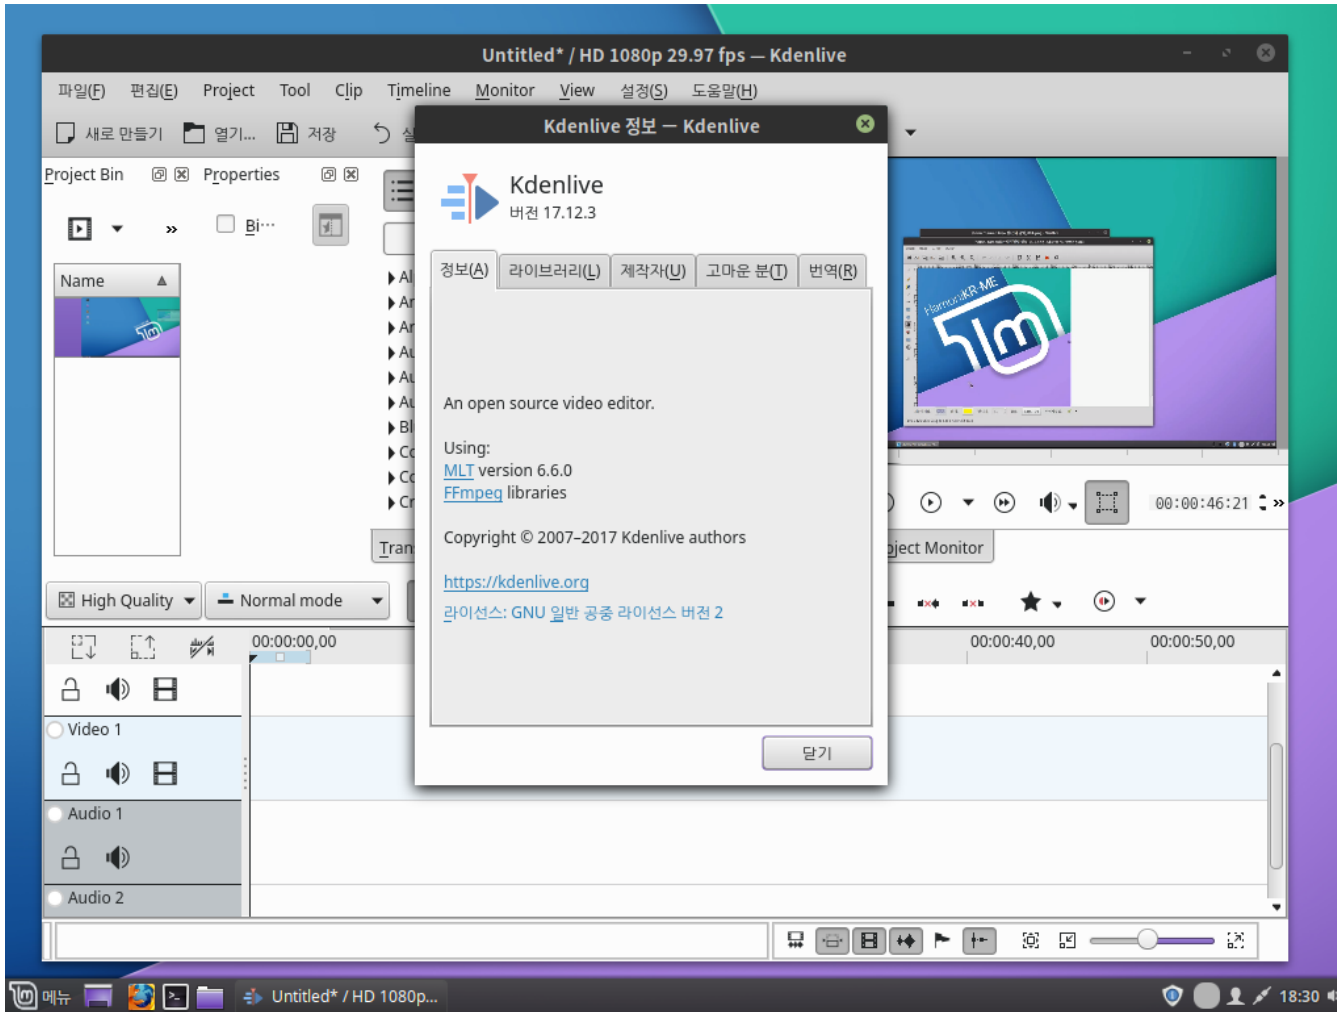 Untitled* / HD 1080p 29.97 fps — Kdenlive
파일(F) 편집(E) Project Tool Clip Timeline Monitor View 설정(S) 도움말(H)
새로 만들기 열기... 저장
Kdenlive 정보 — Kdenlive
Project Bin Properties
Kdenlive
버전 17.12.3
Bi···
정보(A) 라이브러리(L) 제작자(U) 고마운 분(T) 번역(R)
Name
HamoniKR-ME
An open source video editor.
Using:
MLT version 6.6.0
FFmpeg libraries
00:00:46:21
Copyright © 2007–2017 Kdenlive authors
https://kdenlive.org
라이선스: GNU 일반 공중 라이선스 버전 2
High Quality Normal mode
00:00:00,00 00:00:40,00 00:00:50,00
Video 1
닫기
Audio 1
Audio 2
메뉴 Untitled* / HD 1080p... 18:30